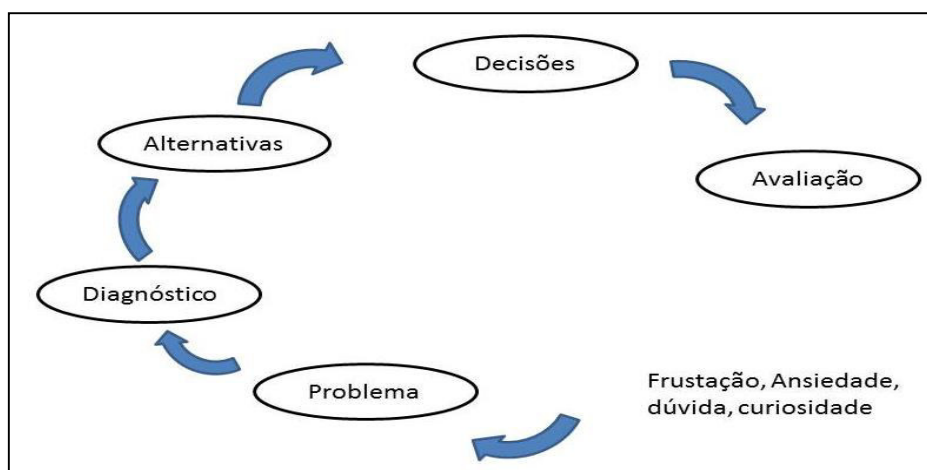 Decisões
Alternativas
Avaliação
Diagnóstico
Problema
Frustação, Ansiedade,
dúvida, curiosidade